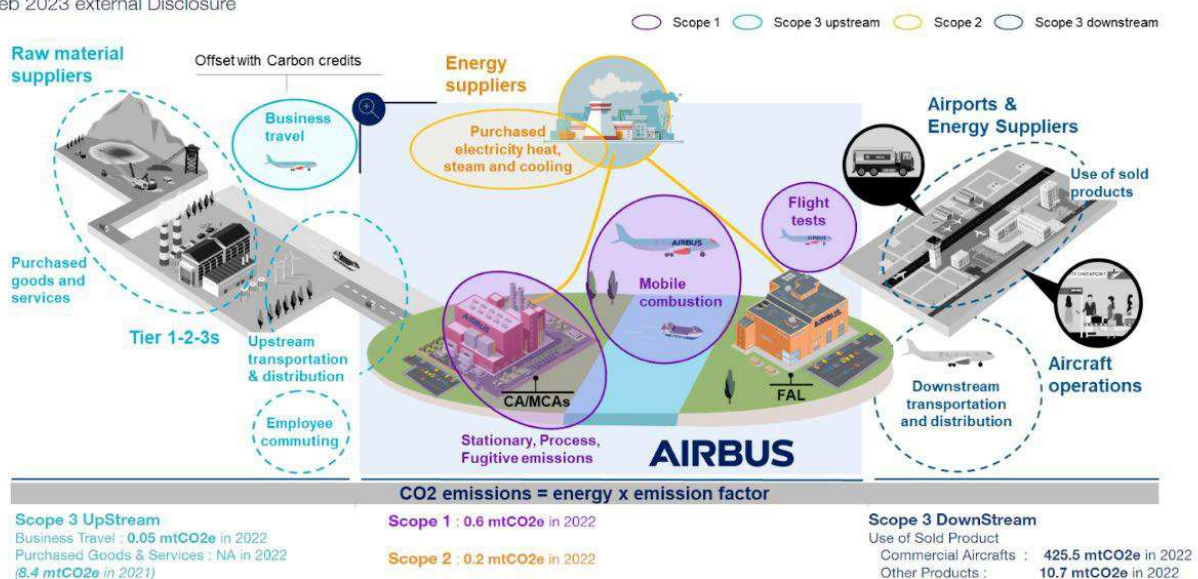 eb 2023 external Disclosure
Scope 1
Scope 3 upstream
Scope 2
Scope 3 downstream
Raw material
suppliers
Offset with Carbon credits
Energy
suppliers
Business
travel
Purchased
electricity heat,
steam and cooling
Airports &
Energy Suppliers
Use of sold
products
Flight
tests
AIRBUS
AIRBUS
Mobile
combustion
Purchased
goods and
services
Tier 1-2-3s
Upstream
transportation
& distribution
AIRBUS
AIRBUS
CA/MCAs
FAL
Aircraft
operations
Downstream
transportation
and distribution
Employee
commuting
Stationary, Process,
Fugitive emissions
AIRBUS
CO2 emissions = energy x emission factor
Scope 3 UpStream
Business Travel : 0.05 mtCO2e in 2022
Purchased Goods & Services : NA in 2022
(8.4 mtCO2e in 2021)
Scope 1 : 0.6 mtCO2e in 2022
Scope 2 : 0.2 mtCO2e in 2022
Scope 3 DownStream
Use of Sold Product
Commercial Aircrafts : 425.5 mtCO2e in 2022
Other Products : 10.7 mtCO2e in 2022